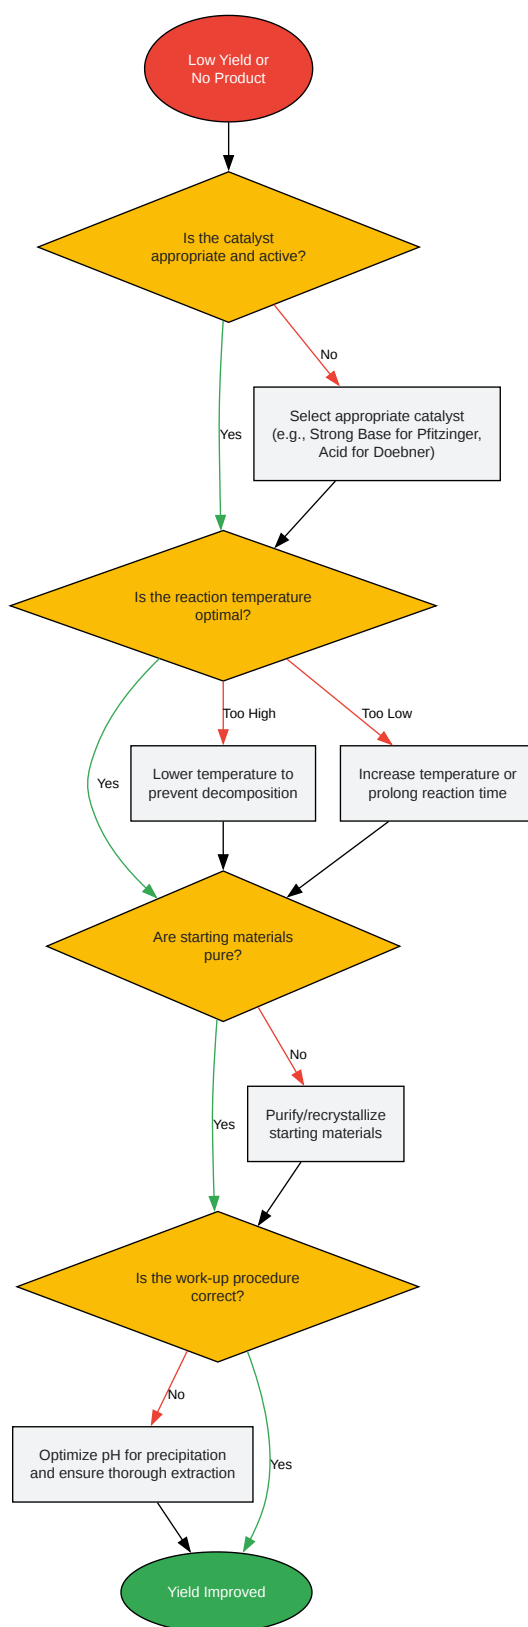 Low Yield or
No Product
Is the catalyst
appropriate and active?
No
Select appropriate catalyst
(e.g., Strong Base for Pfitzinger,
Acid for Doebner)
Yes
Is the reaction temperature
optimal?
Too High
Too Low
Yes
Lower temperature to
prevent decomposition
Increase temperature or
prolong reaction time
Are starting materials
pure?
No
Yes
Purify/recrystallize
starting materials
Is the work-up procedure
correct?
No
Optimize pH for precipitation
and ensure thorough extraction
Yes
Yield Improved